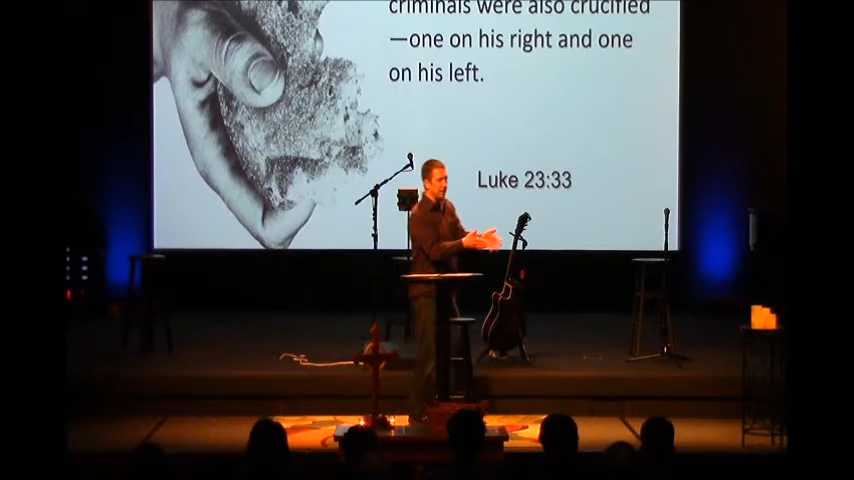 criminals were also crucified
—one on his right and one
on his left.
Luke 23:33